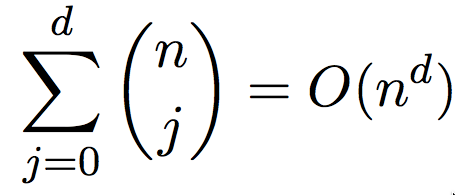 \sum_{j=0}^{d} \binom{n}{j} = O(n^d)